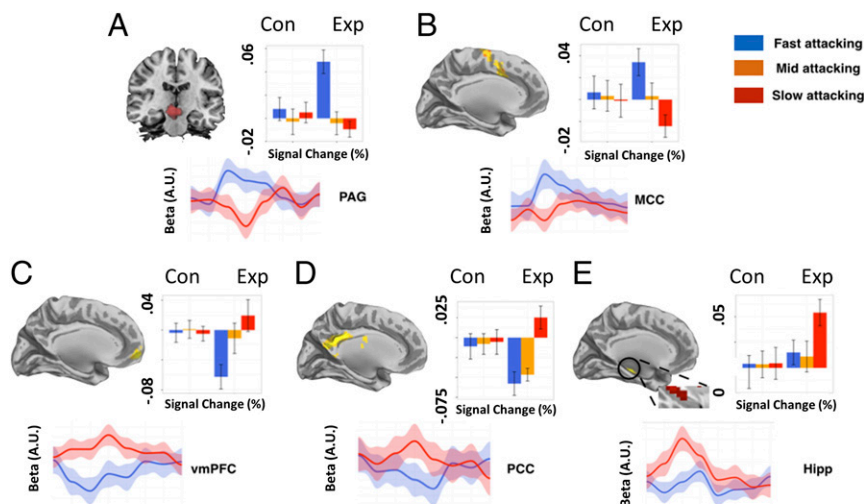 A
Con Exp
.06
-.02
Signal Change (%)
Beta (A.U.)
PAG
B
Con Exp
.04
-.02
Signal Change (%)
Beta (A.U.)
MCC
Fast attacking
Mid attacking
Slow attacking
C
Con Exp
.04
-.08
Signal Change (%)
Beta (A.U.)
vmPFC
D
Con Exp
.025
-.075
Signal Change (%)
Beta (A.U.)
PCC
E
Con Exp
.05
0
Signal Change (%)
Beta (A.U.)
Hipp